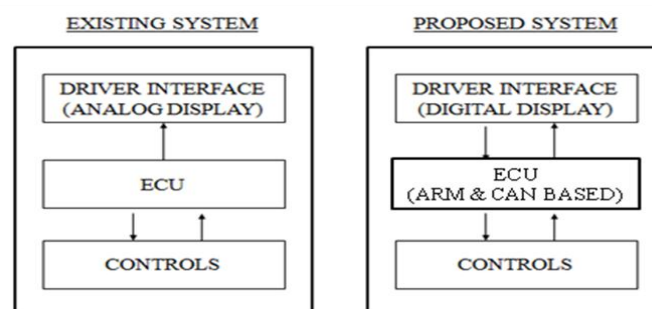 EXISTING SYSTEM
DRIVER INTERFACE
(ANALOG DISPLAY)
ECU
CONTROLS
PROPOSED SYSTEM
DRIVER INTERFACE
(DIGITAL DISPLAY)
ECU
(ARM & CAN BASED)
CONTROLS